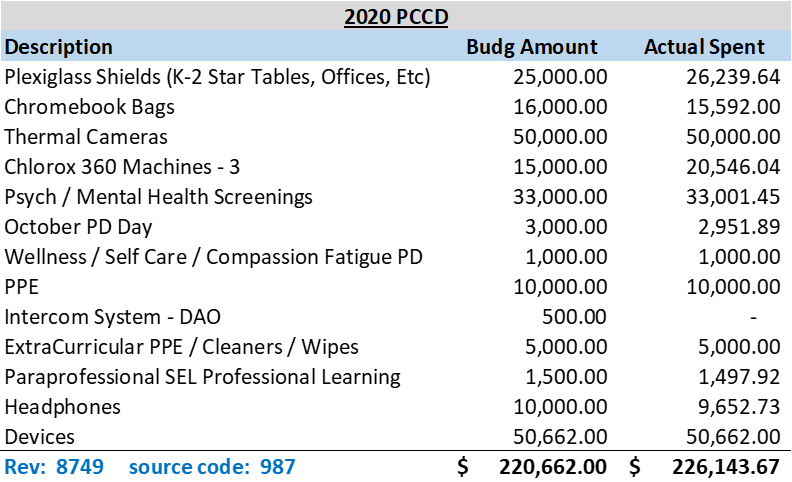 2020 PCCD
Description Budg Amount Actual Spent
Plexiglass Shields (K-2 Star Tables, Offices, Etc) 25,000.00 26,239.64
Chromebook Bags 16,000.00 15,592.00
Thermal Cameras 50,000.00 50,000.00
Chlorox 360 Machines - 3 15,000.00 20,546.04
Psych / Mental Health Screenings 33,000.00 33,001.45
October PD Day 3,000.00 2,951.89
Wellness / Self Care / Compassion Fatigue PD 1,000.00 1,000.00
PPE 10,000.00 10,000.00
Intercom System - DAO 500.00 -
ExtraCurricular PPE / Cleaners / Wipes 5,000.00 5,000.00
Paraprofessional SEL Professional Learning 1,500.00 1,497.92
Headphones 10,000.00 9,652.73
Devices 50,662.00 50,662.00
Rev: 8749 source code: 987 $ 220,662.00 $ 226,143.67